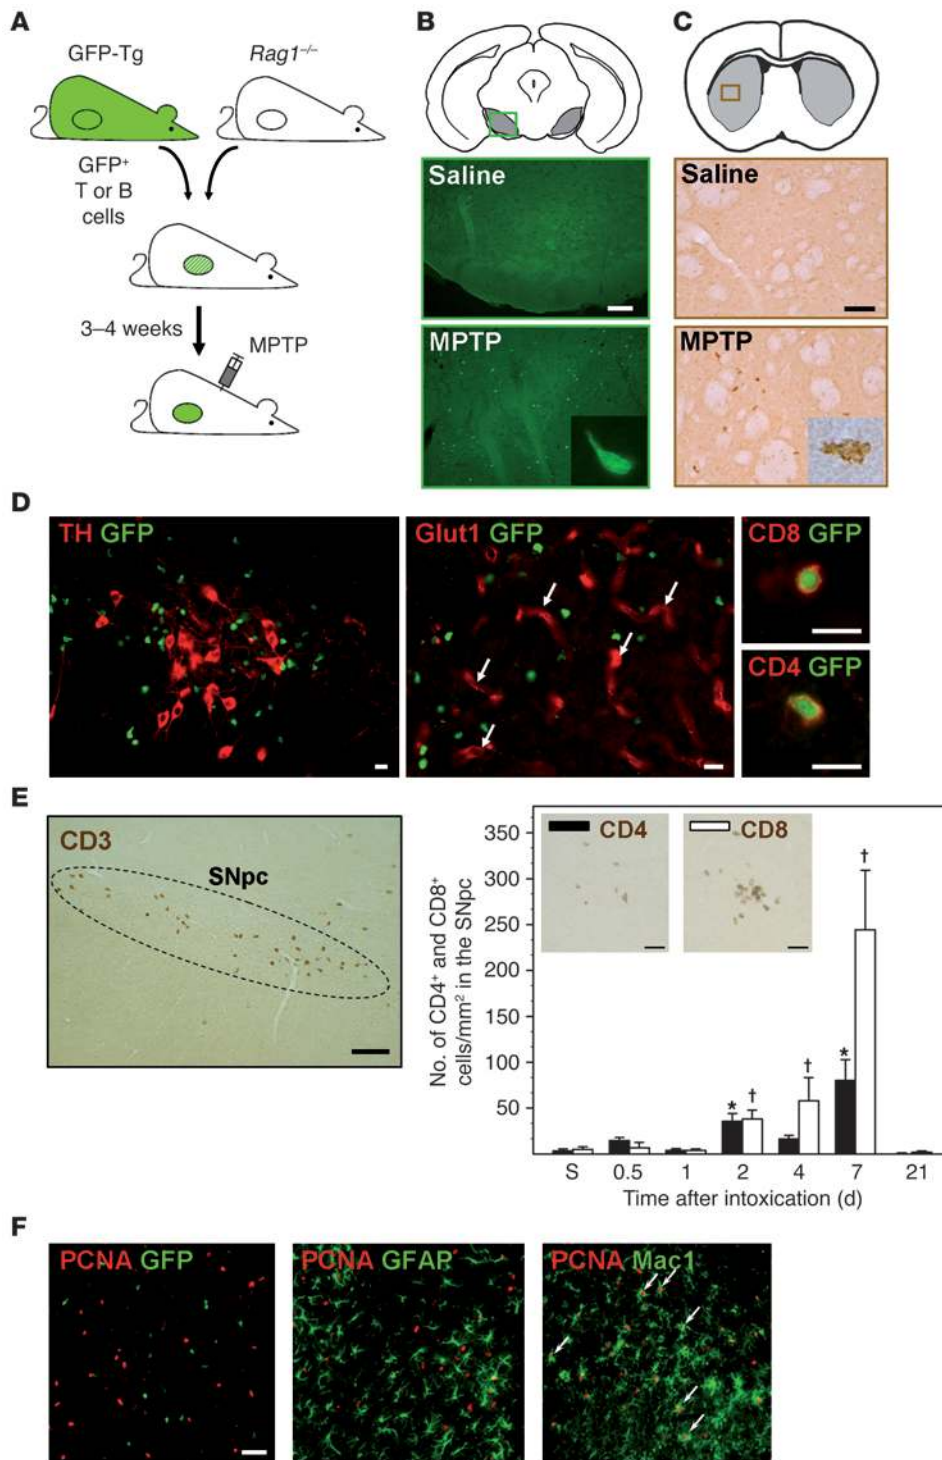 A
GFP-Tg
Rag1⁻/⁻
GFP⁺
T or B
cells
3–4 weeks
MPTP
B
Saline
MPTP
C
Saline
MPTP
D
TH GFP
Glut1 GFP
CD8 GFP
CD4 GFP
E
CD3
SNpc
No. of CD4⁺ and CD8⁺
cells/mm² in the SNpc
350
300
250
200
150
100
50
CD4
CD8
*
†
†
*
†
S
0.5
1
2
4
7
21
Time after intoxication (d)
F
PCNA GFP
PCNA GFAP
PCNA Mac1